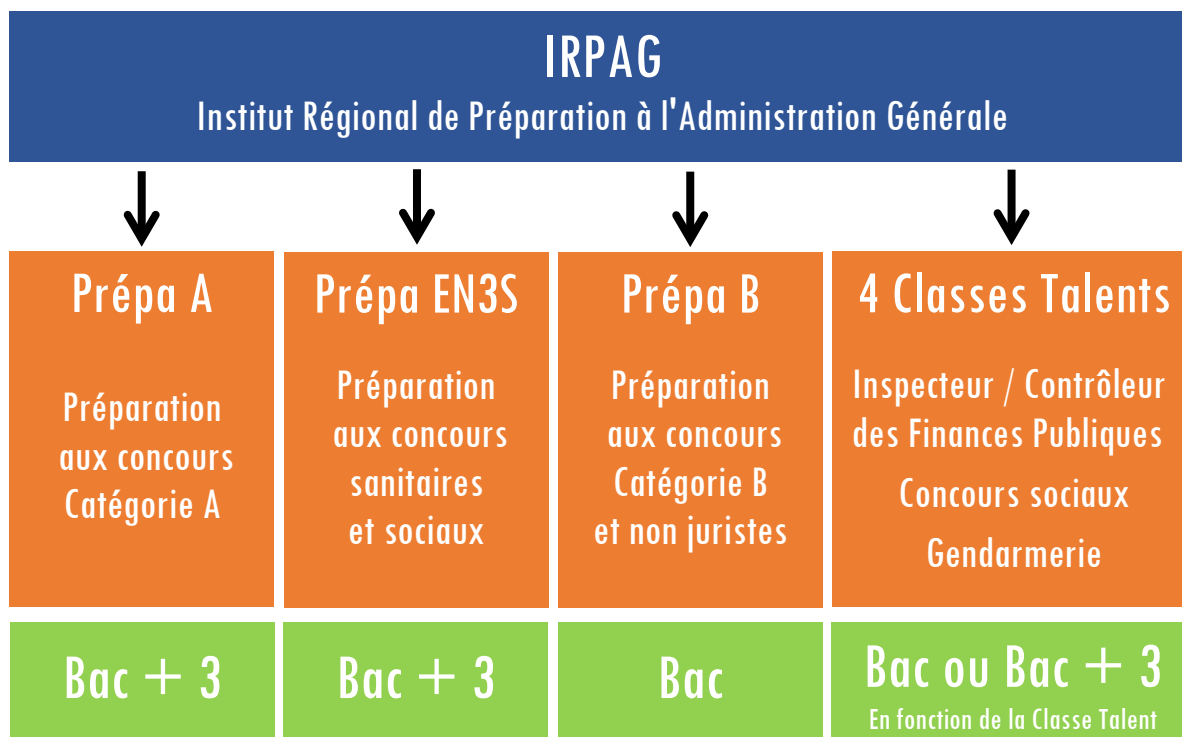 IRPAG
Institut Régional de Préparation à l'Administration Générale
Prépa A
Préparation
aux concours
Catégorie A
Bac + 3
Prépa EN3S
Préparation
aux concours
sanitaires
et sociaux
Bac + 3
Prépa B
Préparation
aux concours
Catégorie B
et non juristes
Bac
4 Classes Talents
Inspecteur / Contrôleur
des Finances Publiques
Concours sociaux
Gendarmerie
Bac ou Bac + 3
En fonction de la Classe Talent